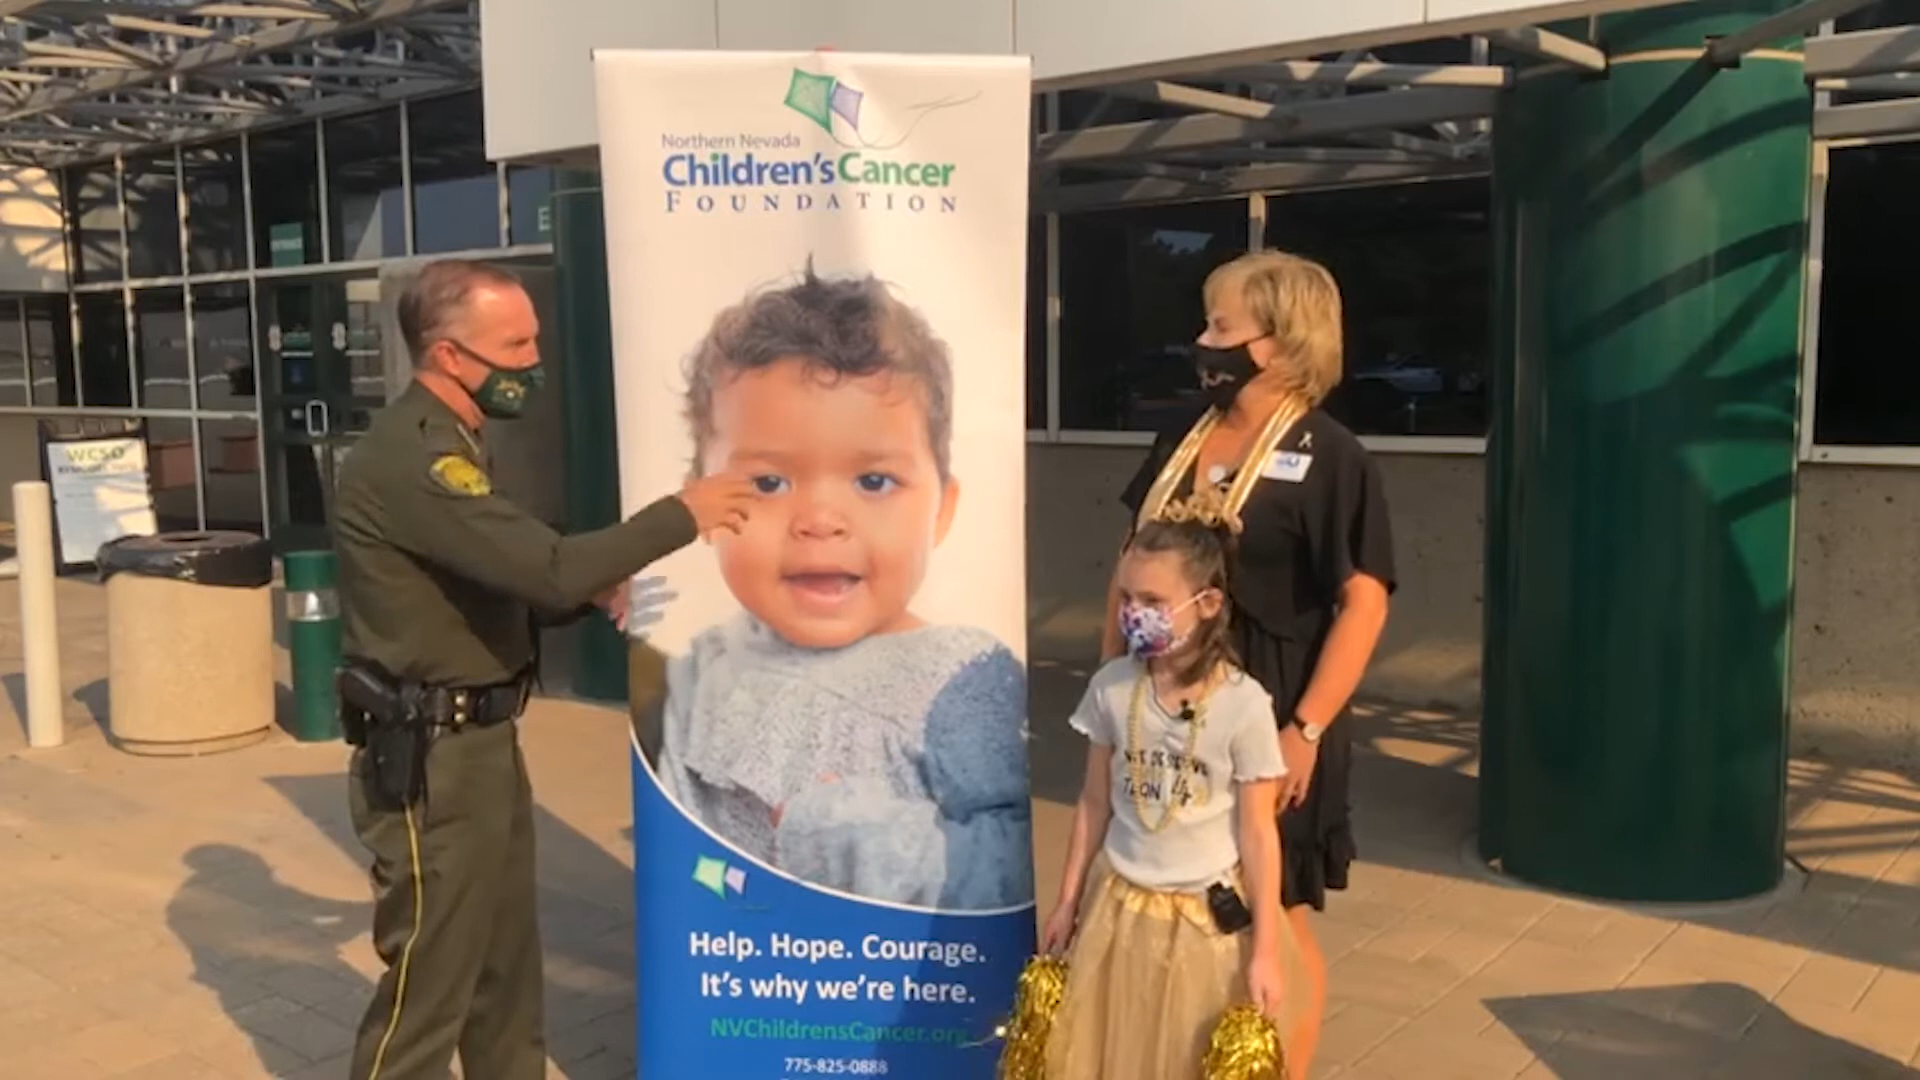 Northern Nevada
Children's Cancer
FOUNDATION
WCSO
Help. Hope. Courage.
It's why we're here.
NVChildrensCancer.org
775-825-0888